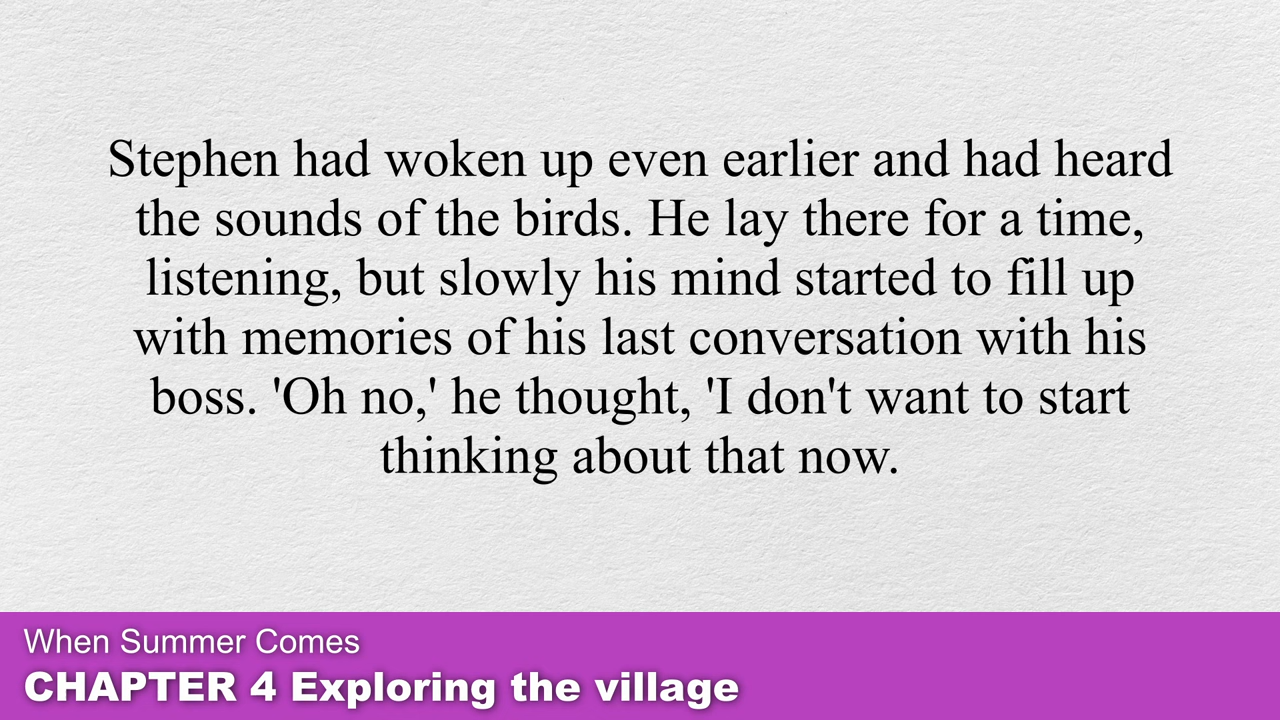 Stephen had woken up even earlier and had heard
the sounds of the birds. He lay there for a time,
listening, but slowly his mind started to fill up
with memories of his last conversation with his
boss. 'Oh no,' he thought, 'I don't want to start
thinking about that now.
When Summer Comes
CHAPTER 4 Exploring the village